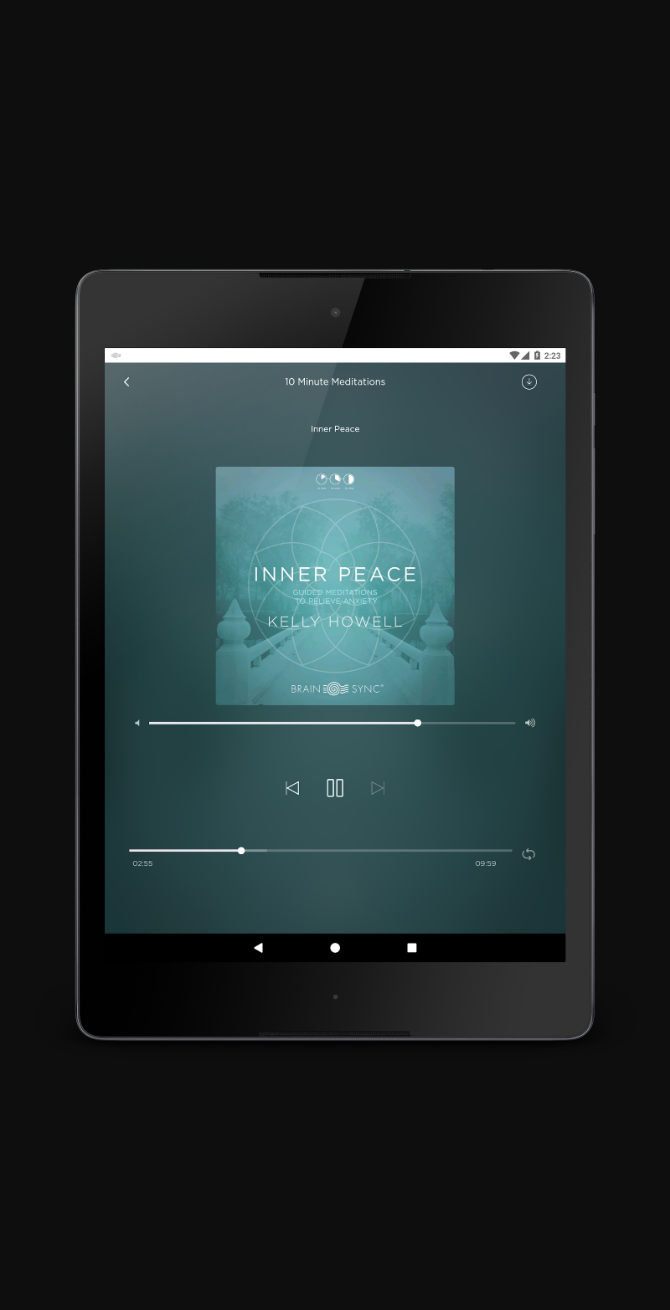 2:23
10 Minute Meditations
Inner Peace
INNER PEACE
GUIDED MEDITATIONS
TO RELIEVE ANXIETY
KELLY HOWELL
BRAIN SYNC
02:55
09:59